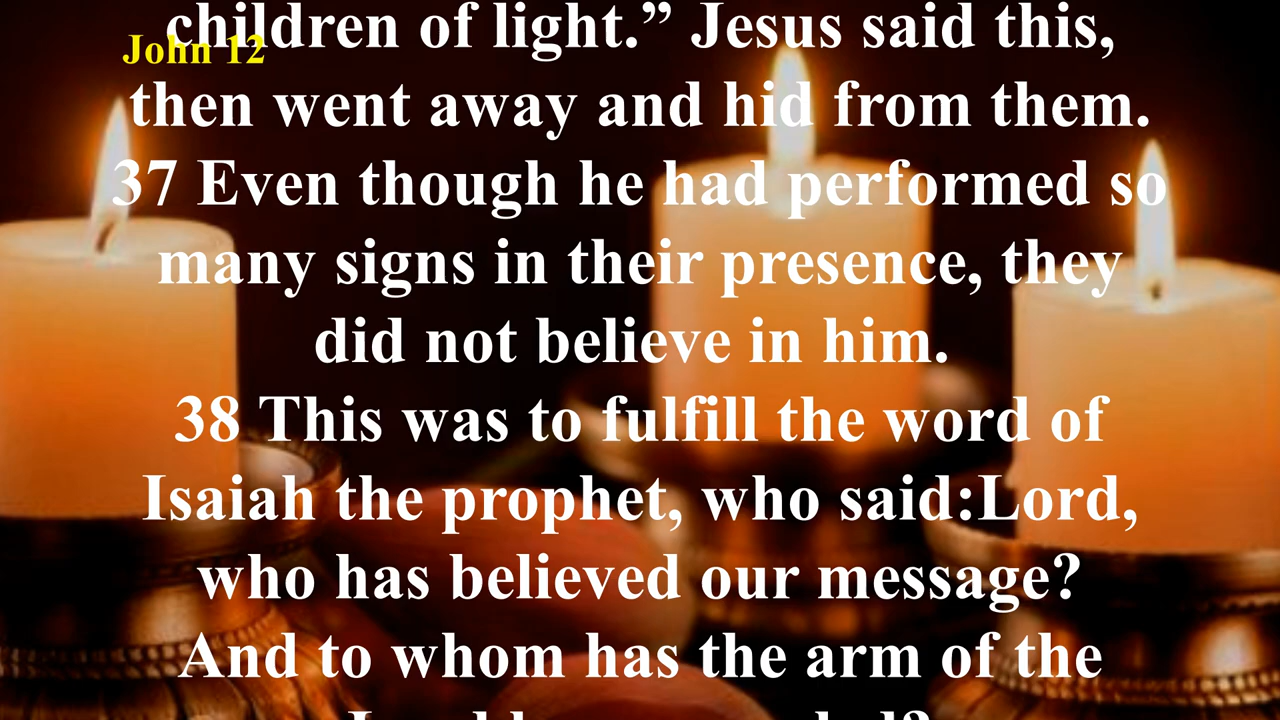 children of light.” Jesus said this,
John 12
then went away and hid from them.
37 Even though he had performed so
many signs in their presence, they
did not believe in him.
38 This was to fulfill the word of
Isaiah the prophet, who said:Lord,
who has believed our message?
And to whom has the arm of the